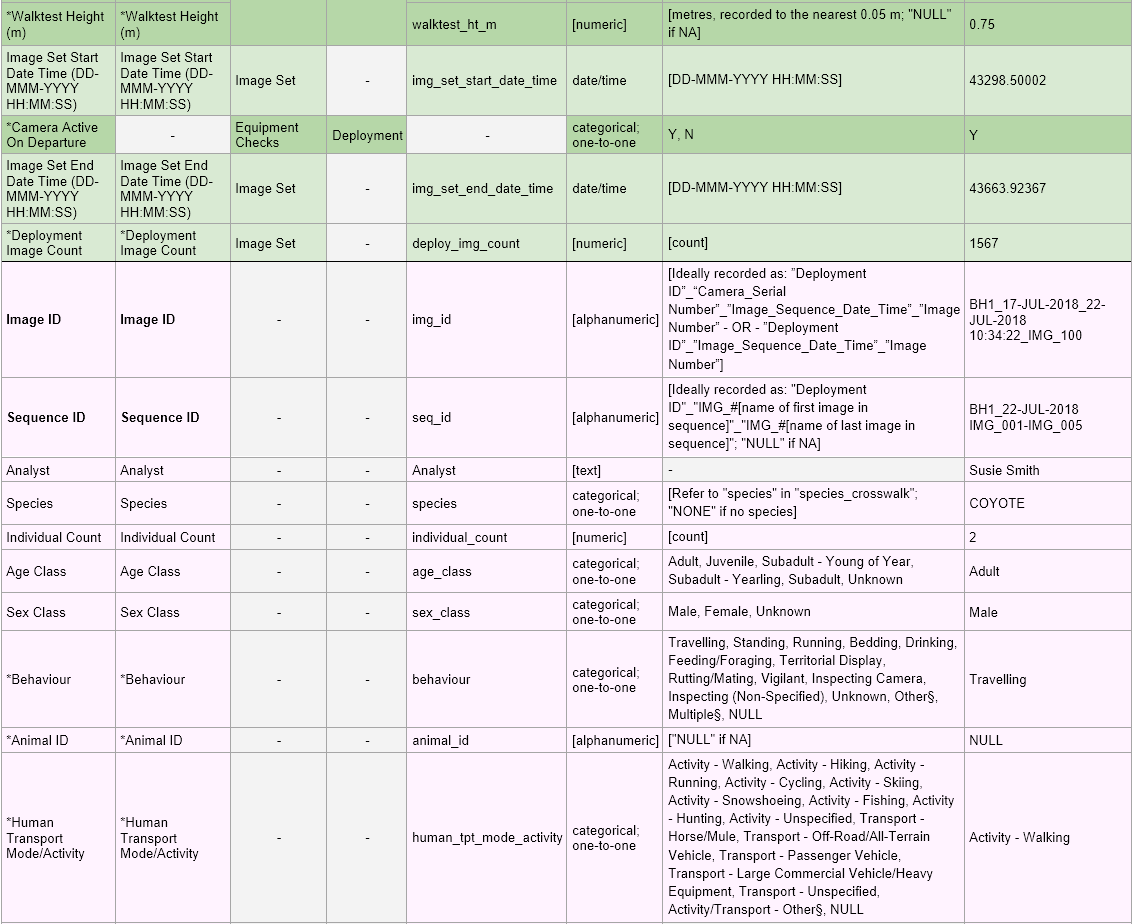 *Walktest Height
(m)
*Walktest Height
(m)
walktest_ht_m
[numeric]
[metres, recorded to the nearest 0.05 m; "NULL"
if NA]
0.75
Image Set Start
Date Time (DD-
MMM-YYYY
HH:MM:SS)
Image Set Start
Date Time (DD-
MMM-YYYY
HH:MM:SS)
Image Set
-
img_set_start_date_time
date/time
[DD-MMM-YYYY HH:MM:SS]
43298.50002
*Camera Active
On Departure
-
Equipment
Checks
Deployment
-
categorical;
one-to-one
Y, N
Y
Image Set End
Date Time (DD-
MMM-YYYY
HH:MM:SS)
Image Set End
Date Time (DD-
MMM-YYYY
HH:MM:SS)
Image Set
-
img_set_end_date_time
date/time
[DD-MMM-YYYY HH:MM:SS]
43663.92367
*Deployment
Image Count
*Deployment
Image Count
Image Set
-
deploy_img_count
[numeric]
[count]
1567
Image ID
Image ID
-
-
img_id
[alphanumeric]
[Ideally recorded as: ”Deployment
ID”_“Camera_Serial
Number”_”Image_Sequence_Date_Time”_”Image
Number” - OR - ”Deployment
ID”_”Image_Sequence_Date_Time”_”Image
Number”]
BH1_17-JUL-2018_22-
JUL-2018
10:34:22_IMG_100
Sequence ID
Sequence ID
-
-
seq_id
[alphanumeric]
[Ideally recorded as: "Deployment
ID"_"IMG_#[name of first image in
sequence]"_"IMG_#[name of last image in
sequence]"; "NULL" if NA]
BH1_22-JUL-2018
IMG_001-IMG_005
Analyst
Analyst
-
-
Analyst
[text]
-
Susie Smith
Species
Species
-
-
species
categorical;
one-to-one
[Refer to "species" in "species_crosswalk";
"NONE" if no species]
COYOTE
Individual Count
Individual Count
-
-
individual_count
[numeric]
[count]
2
Age Class
Age Class
-
-
age_class
categorical;
one-to-one
Adult, Juvenile, Subadult - Young of Year,
Subadult - Yearling, Subadult, Unknown
Adult
Sex Class
Sex Class
-
-
sex_class
categorical;
one-to-one
Male, Female, Unknown
Male
*Behaviour
*Behaviour
-
-
behaviour
categorical;
one-to-one
Travelling, Standing, Running, Bedding, Drinking,
Feeding/Foraging, Territorial Display,
Rutting/Mating, Vigilant, Inspecting Camera,
Inspecting (Non-Specified), Unknown, Other§,
Multiple§, NULL
Travelling
*Animal ID
*Animal ID
-
-
animal_id
[alphanumeric]
["NULL" if NA]
NULL
*Human
Transport
Mode/Activity
*Human
Transport
Mode/Activity
-
-
human_tpt_mode_activity
categorical;
one-to-one
Activity - Walking, Activity - Hiking, Activity -
Running, Activity - Cycling, Activity - Skiing,
Activity - Snowshoeing, Activity - Fishing, Activity
- Hunting, Activity - Unspecified, Transport -
Horse/Mule, Transport - Off-Road/All-Terrain
Vehicle, Transport - Passenger Vehicle,
Transport - Large Commercial Vehicle/Heavy
Equipment, Transport - Unspecified,
Activity/Transport - Other§, NULL
Activity - Walking